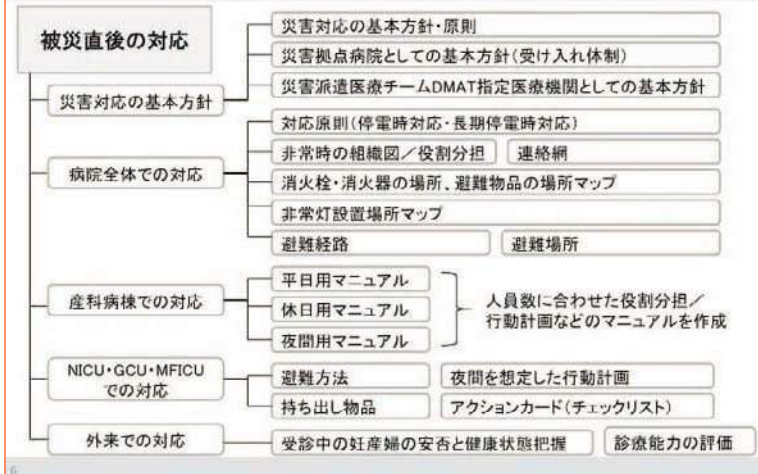 被災直後の対応
災害対応の基本方針
災害対応の基本方針・原則
災害拠点病院としての基本方針(受け入れ体制)
災害派遣医療チームDMAT指定医療機関としての基本方針
病院全体での対応
対応原則(停電時対応・長期停電時対応)
非常時の組織図／役割分担
連絡網
消火栓・消火器の場所、避難物品の場所マップ
非常灯設置場所マップ
避難経路
避難場所
産科病棟での対応
平日用マニュアル
休日用マニュアル
夜間用マニュアル
人員数に合わせた役割分担／
行動計画などのマニュアルを作成
NICU・GCU・MFICU
での対応
避難方法
夜間を想定した行動計画
持ち出し物品
アクションカード(チェックリスト)
外来での対応
受診中の妊産婦の安否と健康状態把握
診療能力の評価
6